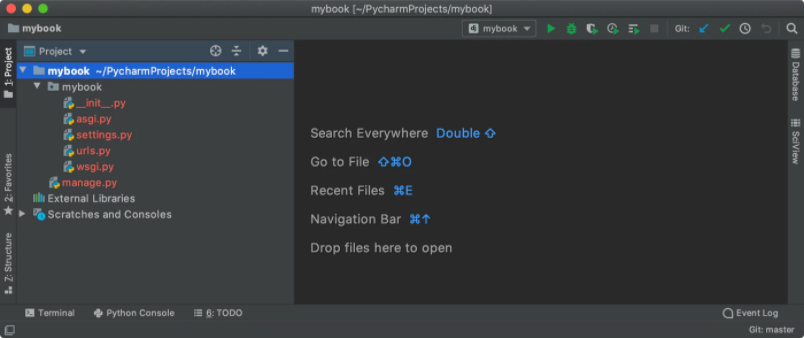 mybook [~/PycharmProjects/mybook]
mybook
mybook
Git:
Project
1: Project
mybook ~/PycharmProjects/mybook
mybook
__init__.py
asgi.py
settings.py
urls.py
wsgi.py
manage.py
External Libraries
Scratches and Consoles
2: Favorites
Z: Structure
Search Everywhere Double ⇧
Go to File ⇧⌘O
Recent Files ⌘E
Navigation Bar ⌘↑
Drop files here to open
Database
SciView
Terminal
Python Console
6: TODO
Event Log
Git: master